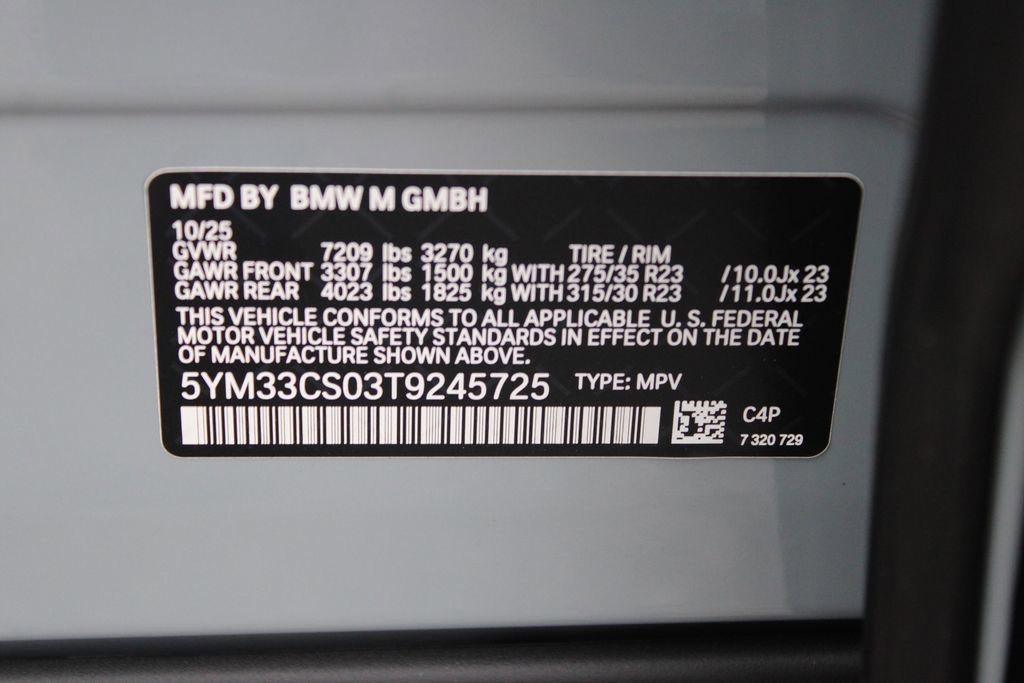 MFD BY BMW M GMBH
10/25
GVWR 7209 lbs 3270 kg TIRE / RIM
GAWR FRONT 3307 lbs 1500 kg WITH 275/35 R23 /10.0Jx 23
GAWR REAR 4023 lbs 1825 kg WITH 315/30 R23 /11.0Jx 23
THIS VEHICLE CONFORMS TO ALL APPLICABLE U. S. FEDERAL
MOTOR VEHICLE SAFETY STANDARDS IN EFFECT ON THE DATE
OF MANUFACTURE SHOWN ABOVE.
5YM33CS03T9245725 TYPE: MPV
C4P
7 320 729